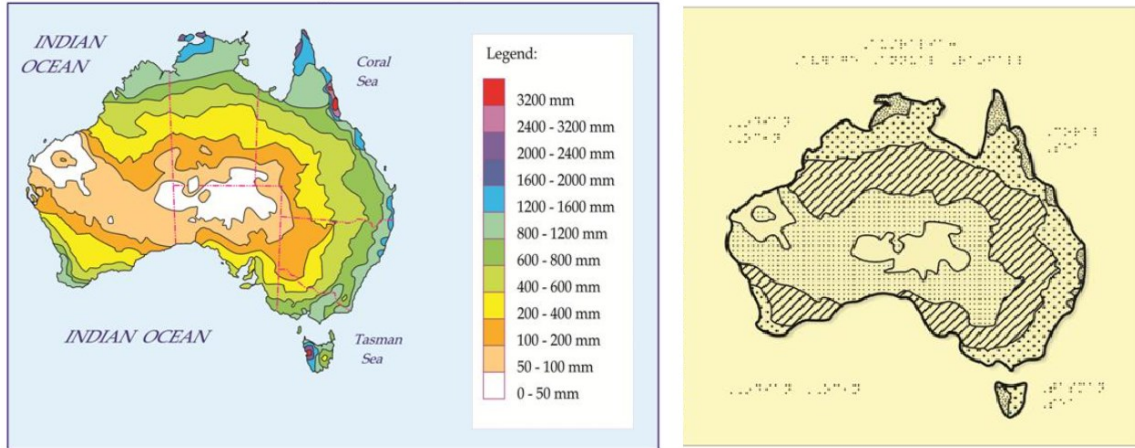 INDIAN
OCEAN
Coral
Sea
INDIAN OCEAN
Tasman
Sea
Legend:
3200 mm
2400 - 3200 mm
2000 - 2400 mm
1600 - 2000 mm
1200 - 1600 mm
800 - 1200 mm
600 - 800 mm
400 - 600 mm
200 - 400 mm
100 - 200 mm
50 - 100 mm
0 - 50 mm